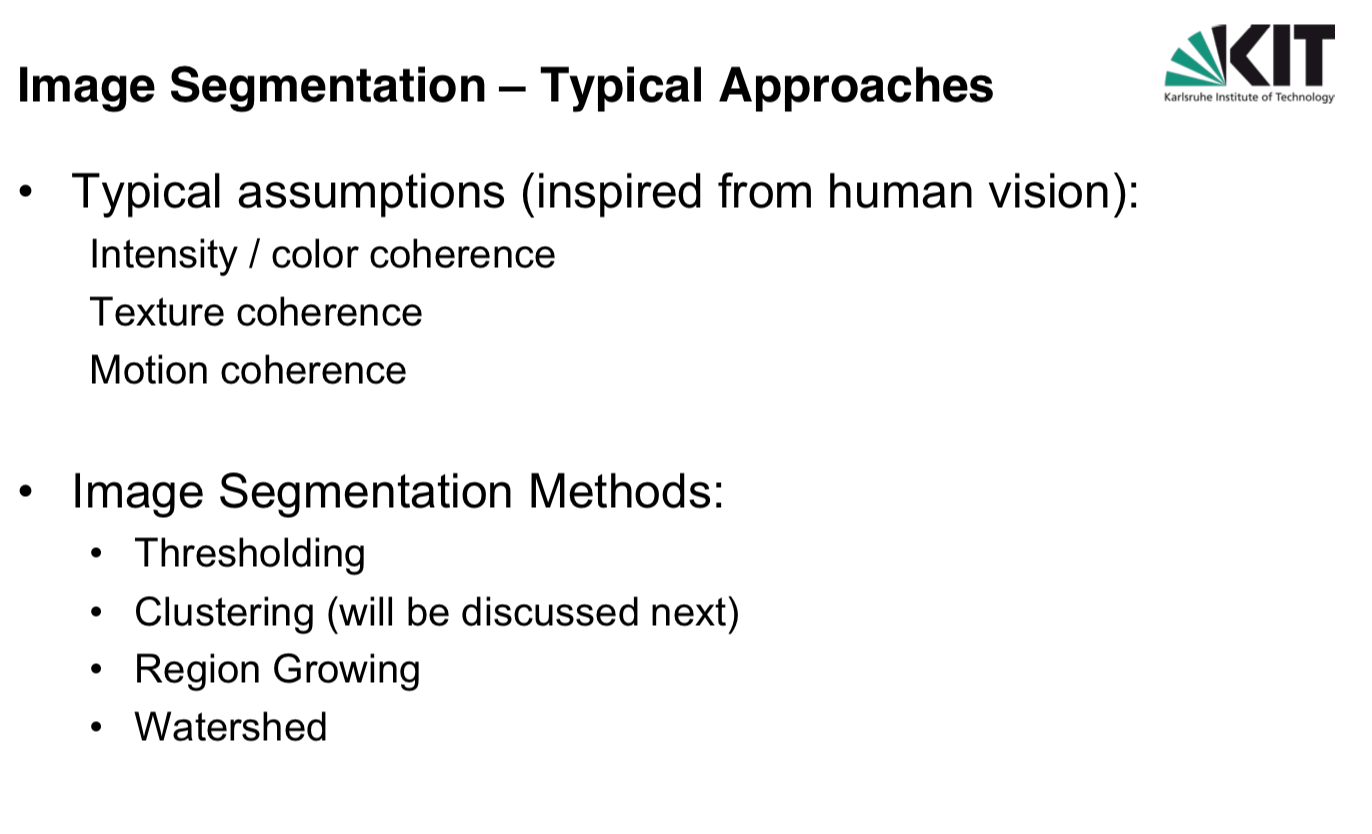 KIT
Karlsruhe Institute of Technology
Image Segmentation – Typical Approaches
• Typical assumptions (inspired from human vision):
Intensity / color coherence
Texture coherence
Motion coherence
• Image Segmentation Methods:
• Thresholding
• Clustering (will be discussed next)
• Region Growing
• Watershed